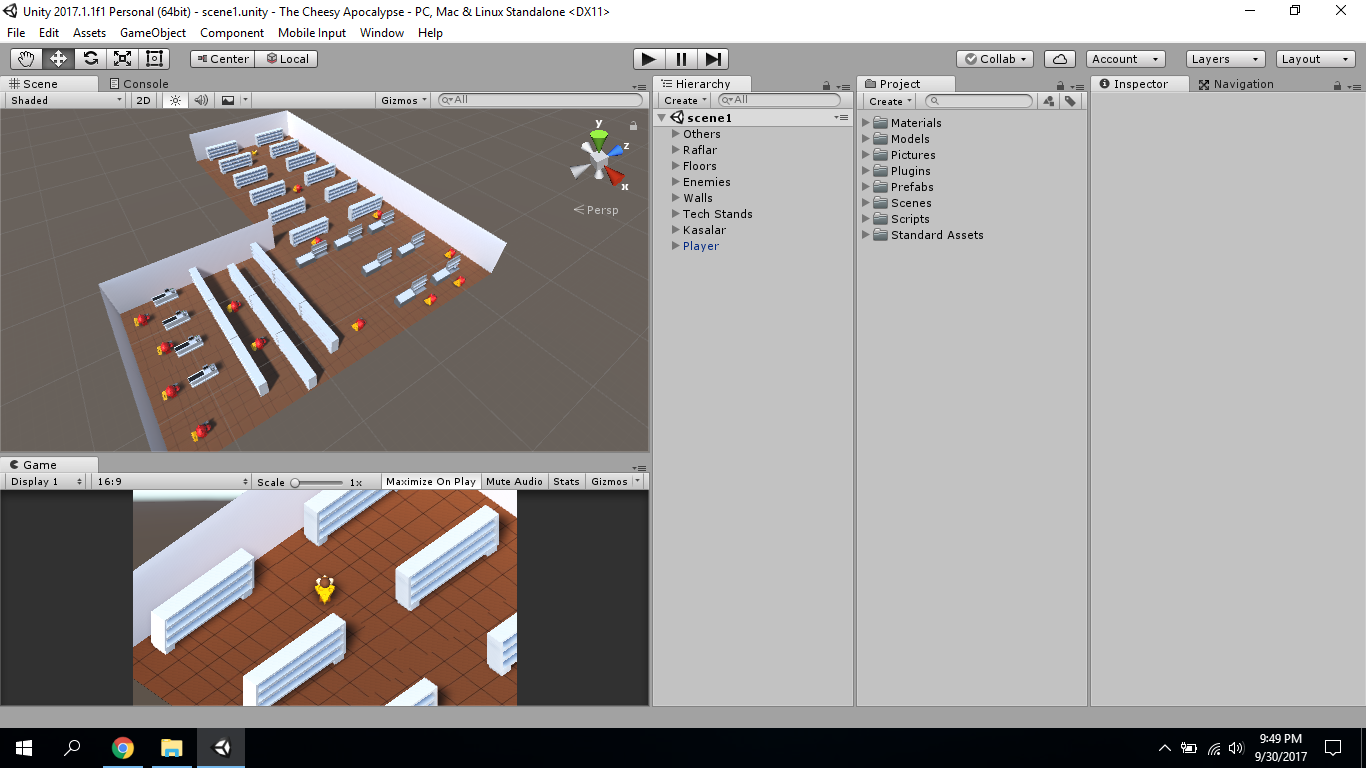 Unity 2017.1.1f1 Personal (64bit) - scene1.unity - The Cheesy Apocalypse - PC, Mac & Linux Standalone <DX11>
File Edit Assets GameObject Component Mobile Input Window Help
Center Local Collab Account Layers Layout
Scene Console
Shaded 2D Gizmos All
y
z
x
Persp
Hierarchy
Create All
scene1
Others
Raflar
Floors
Enemies
Walls
Tech Stands
Kasalar
Player
Project
Create
Materials
Models
Pictures
Plugins
Prefabs
Scenes
Scripts
Standard Assets
Inspector Navigation
Game
Display 1 16:9 Scale 1x Maximize On Play Mute Audio Stats Gizmos
9:49 PM
9/30/2017